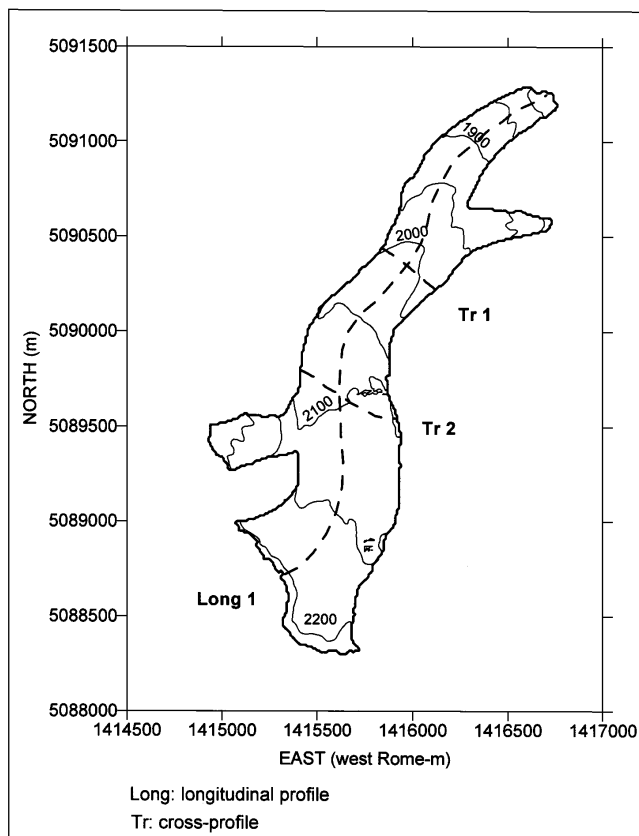 5091500
5091000
5090500
5090000
5089500
5089000
5088500
5088000
NORTH (m)
1900
2000
Tr 1
2100
Tr 2
Long 1
2200
1414500 1415000 1415500 1416000 1416500 1417000
EAST (west Rome-m)
Long: longitudinal profile
Tr: cross-profile